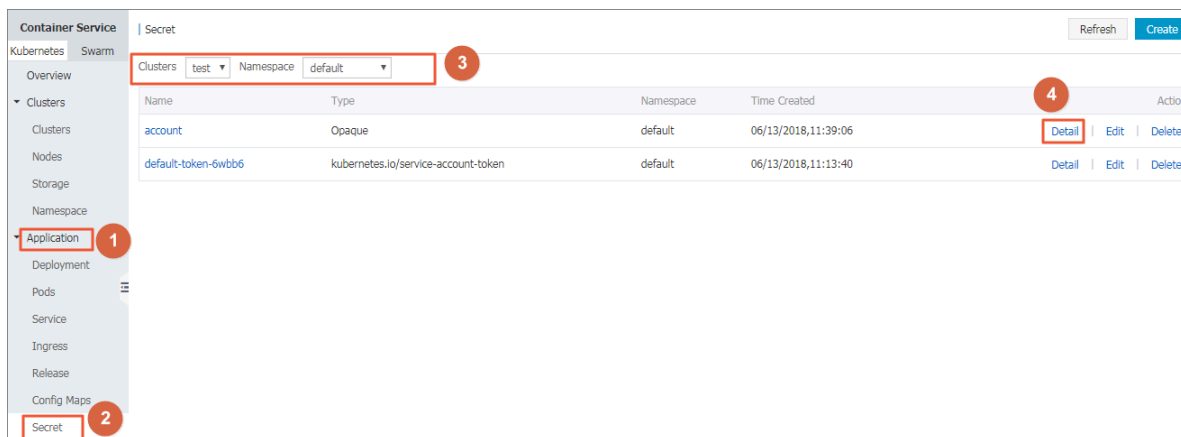 Container Service
Kubernetes Swarm
Overview
Clusters
Clusters
Nodes
Storage
Namespace
Application 1
Deployment
Pods
Service
Ingress
Release
Config Maps
Secret 2
Secret Refresh Create
Clusters test Namespace default 3
4
Name Type Namespace Time Created Actio
account Opaque default 06/13/2018,11:39:06 Detail | Edit | Delete
default-token-6wbb6 kubernetes.io/service-account-token default 06/13/2018,11:13:40 Detail | Edit | Delete